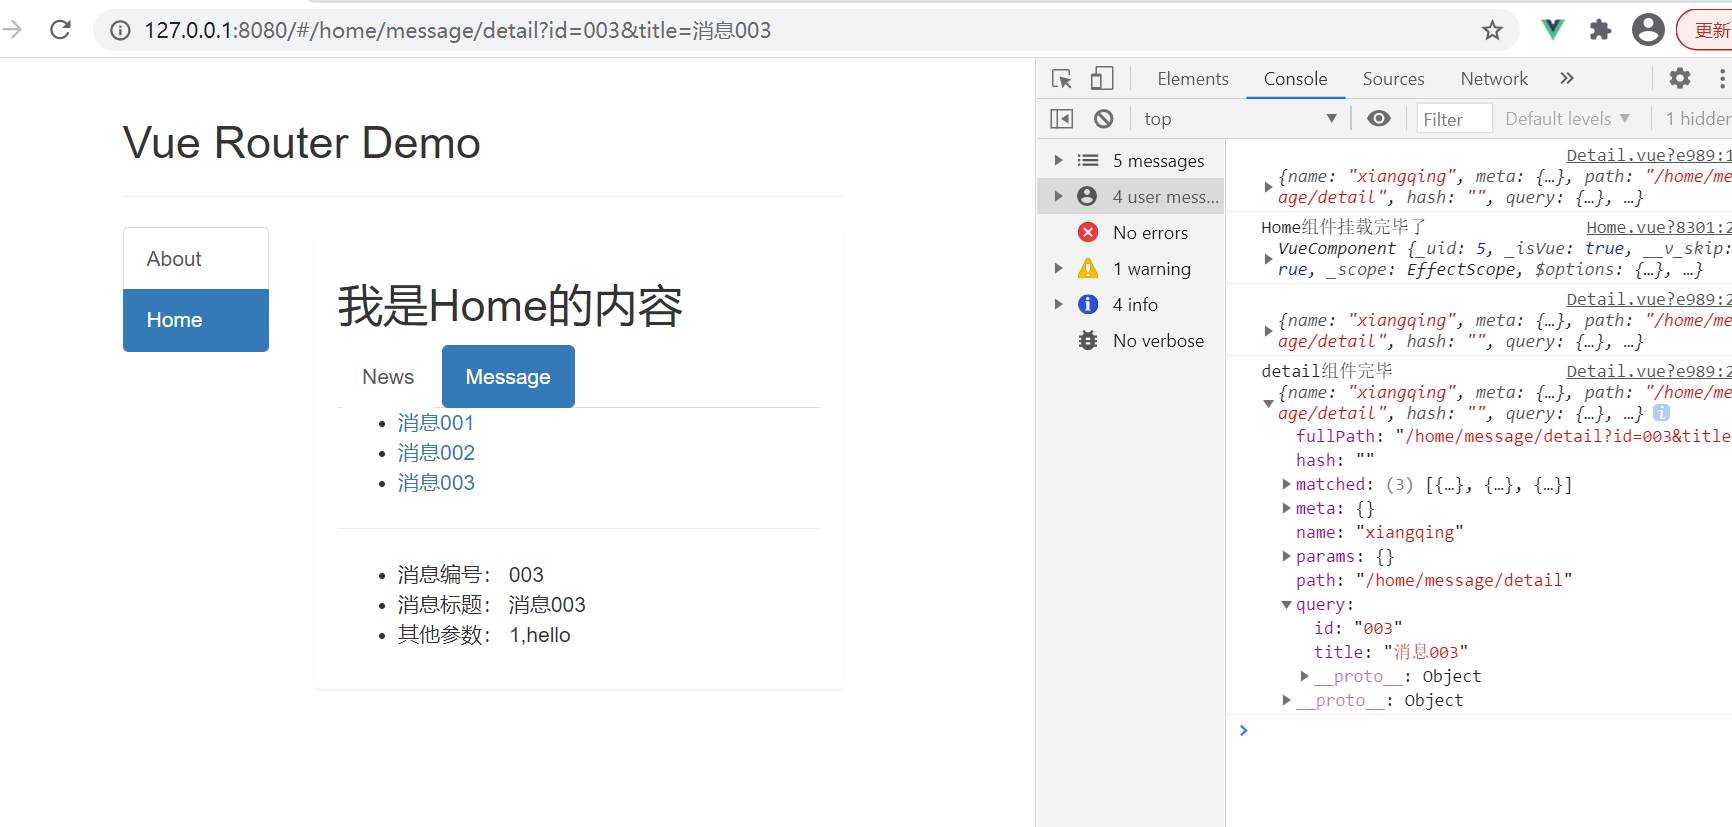 127.0.0.1:8080/#/home/message/detail?id=003&title=消息003
更新
Vue Router Demo
About
Home
我是Home的内容
News
Message
消息001
消息002
消息003
消息编号： 003
消息标题： 消息003
其他参数： 1,hello
Elements Console Sources Network
top
Filter
Default levels
1 hidden
5 messages
4 user mess...
No errors
1 warning
4 info
No verbose
Detail.vue?e989:1
{name: "xiangqing", meta: {…}, path: "/home/me
age/detail", hash: "", query: {…}, …}
Home组件挂载完毕了 Home.vue?8301:2
VueComponent {_uid: 5, _isVue: true, __v_skip:
rue, _scope: EffectScope, $options: {…}, …}
Detail.vue?e989:2
{name: "xiangqing", meta: {…}, path: "/home/me
age/detail", hash: "", query: {…}, …}
detail组件完毕 Detail.vue?e989:2
{name: "xiangqing", meta: {…}, path: "/home/me
age/detail", hash: "", query: {…}, …} i
fullPath: "/home/message/detail?id=003&title
hash: ""
matched: (3) [{…}, {…}, {…}]
meta: {}
name: "xiangqing"
params: {}
path: "/home/message/detail"
query:
id: "003"
title: "消息003"
__proto__: Object
__proto__: Object